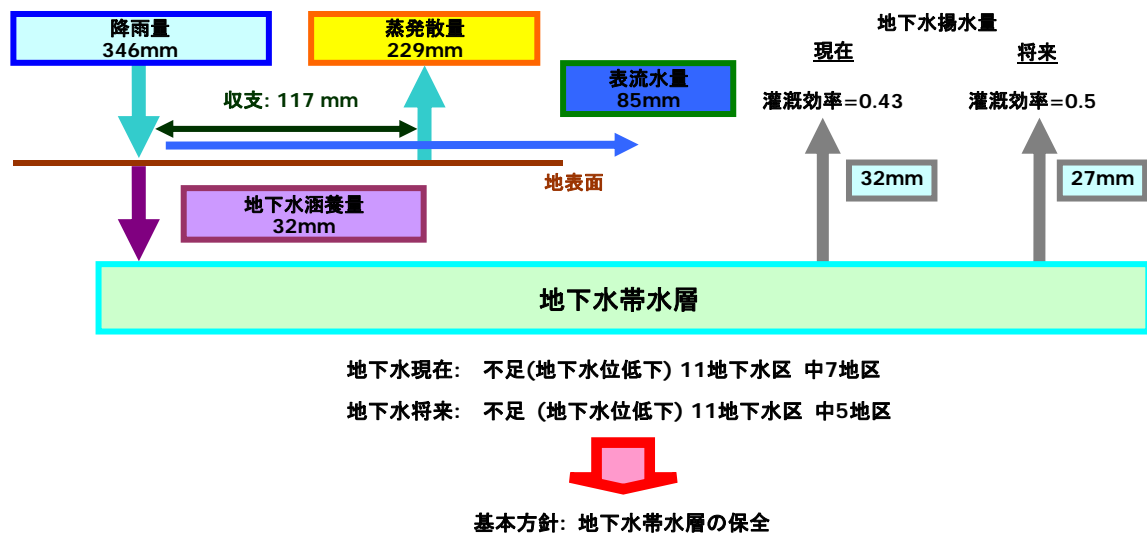 降雨量
346mm
蒸発散量
229mm
収支: 117 mm
表流水量
85mm
地表面
地下水涵養量
32mm
地下水揚水量
現在
将来
灌漑効率=0.43
灌漑効率=0.5
32mm
27mm
地下水帯水層
地下水現在: 不足(地下水位低下) 11地下水区 中7地区
地下水将来: 不足 (地下水位低下) 11地下水区 中5地区
基本方針: 地下水帯水層の保全